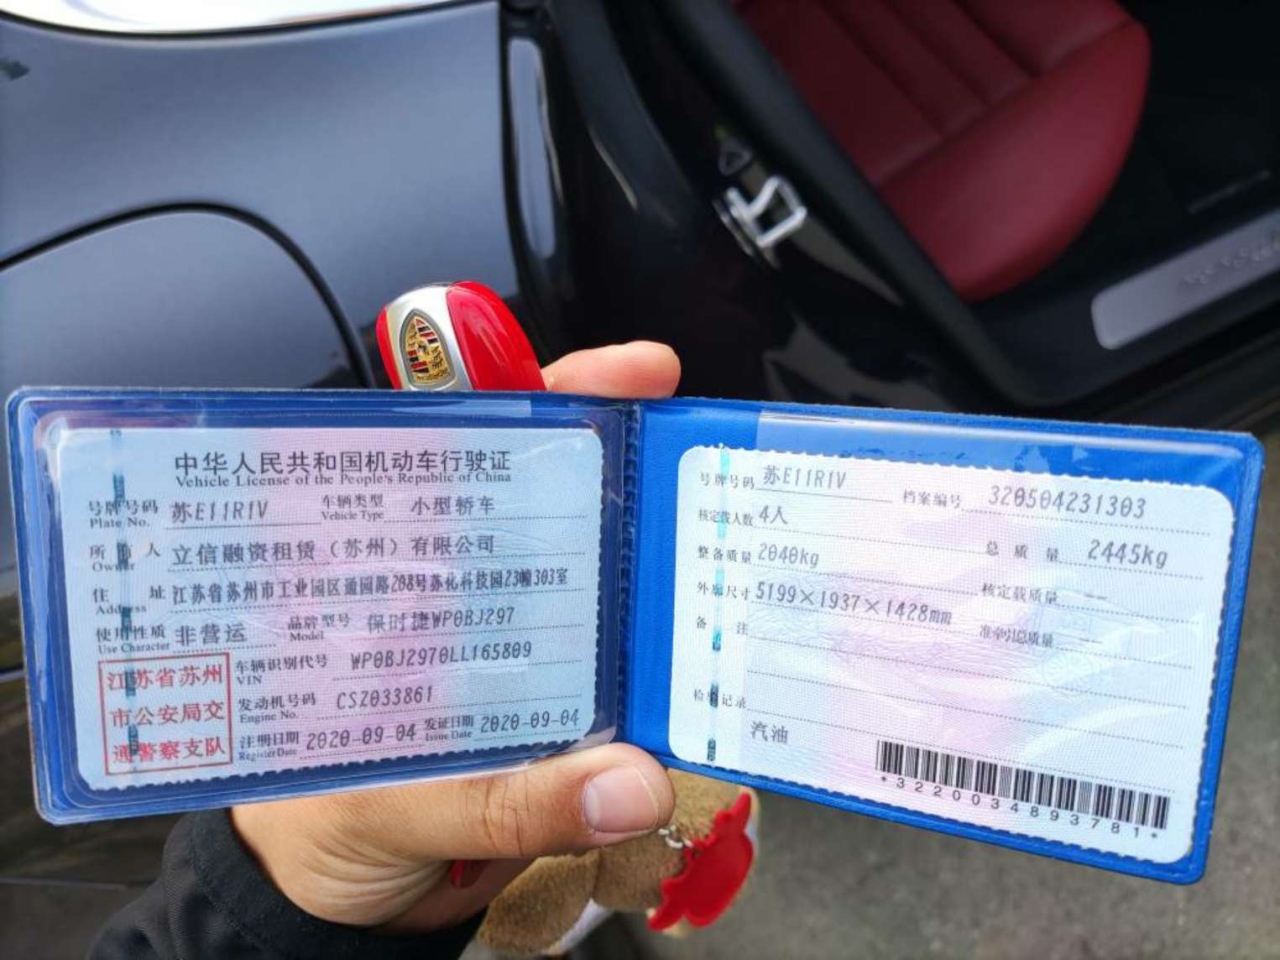 中华人民共和国机动车行驶证
Vehicle License of the People's Republic of China
号牌号码 Plate No. 苏E11R1V 车辆类型 Vehicle Type 小型轿车
所有人 Owner 立信融资租赁（苏州）有限公司
住址 Address 江苏省苏州市工业园区通园路208号苏化科技园23幢303室
使用性质 Use Character 非营运 品牌型号 Model 保时捷WP0BJ297
车辆识别代号 VIN WP0BJ2970LL165809
发动机号码 Engine No. CSZ033861
注册日期 Register Date 2020-09-04 发证日期 Issue Date 2020-09-04
江苏省苏州
市公安局交
通警察支队
号牌号码 苏E11R1V 档案编号 320504231303
核定载人数 4人 总质量 2445kg
整备质量 2040kg 核定载质量 --
外廓尺寸 5199×1937×1428mm 准牵引总质量 --
备注
检验记录
汽油
*3220034893781*